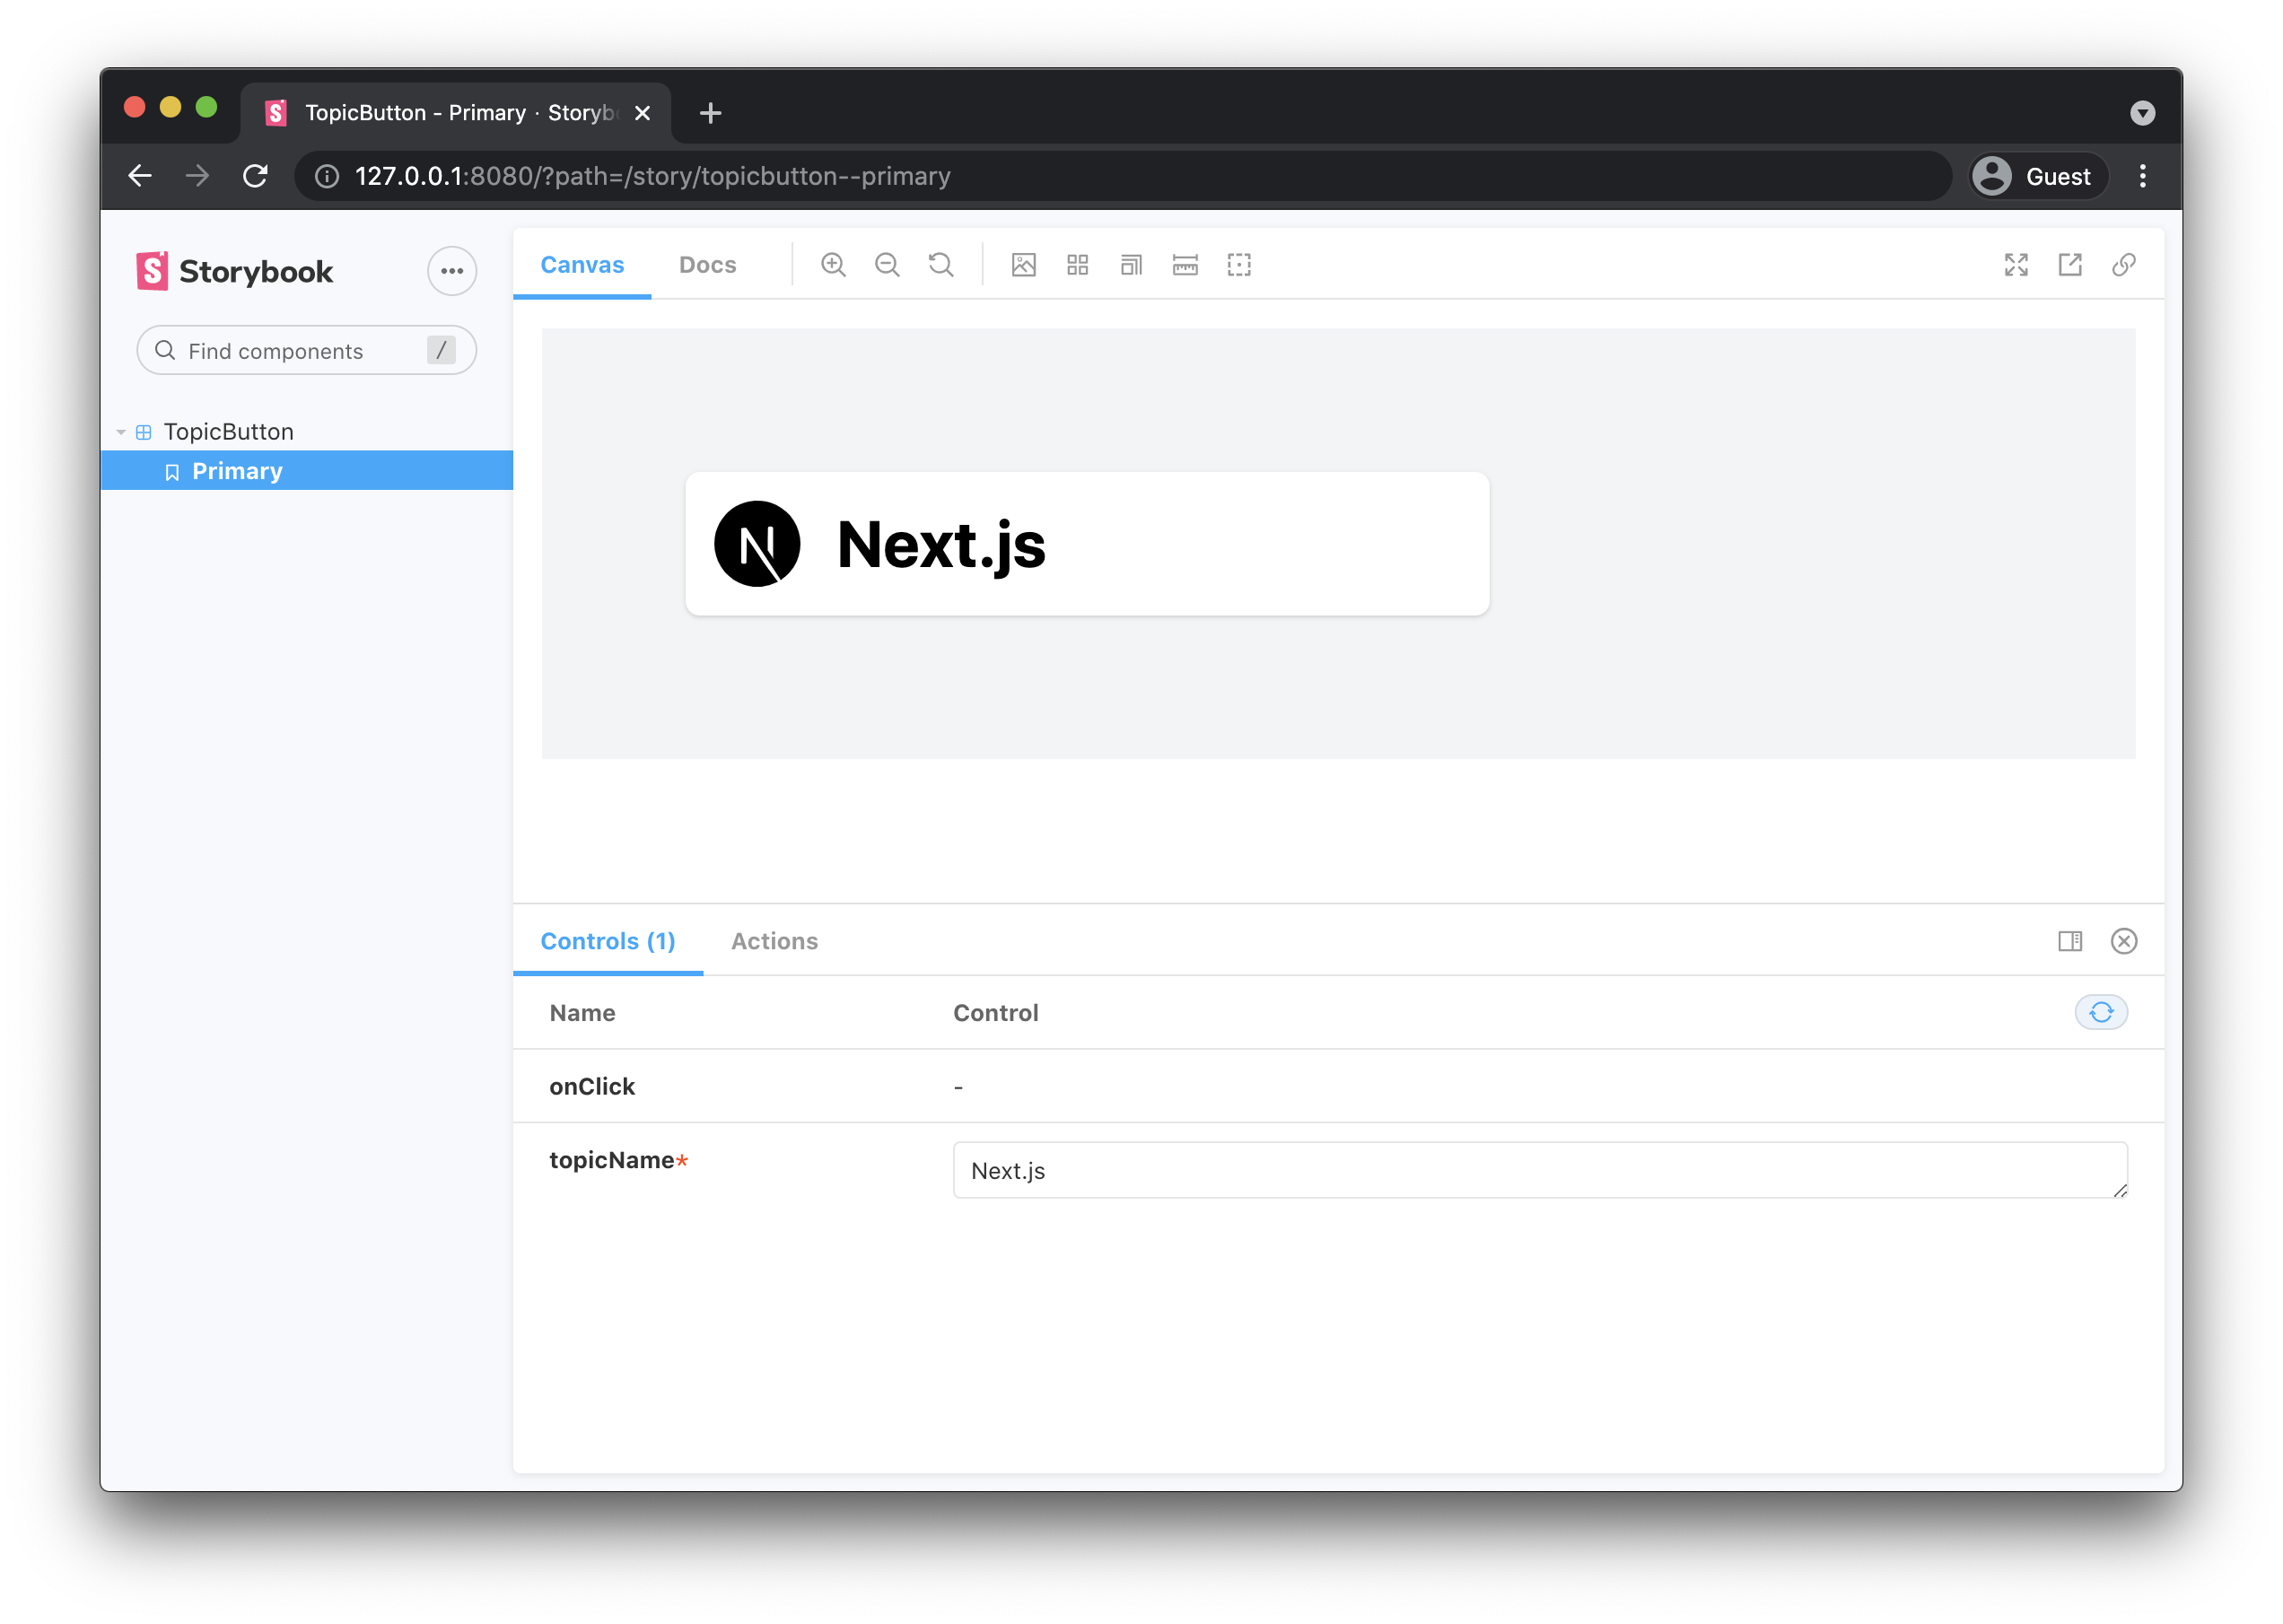 TopicButton - Primary · Storyb
127.0.0.1:8080/?path=/story/topicbutton--primary
Guest
Storybook
Find components /
TopicButton
Primary
Canvas Docs
Next.js
Controls (1) Actions
Name Control
onClick -
topicName* Next.js